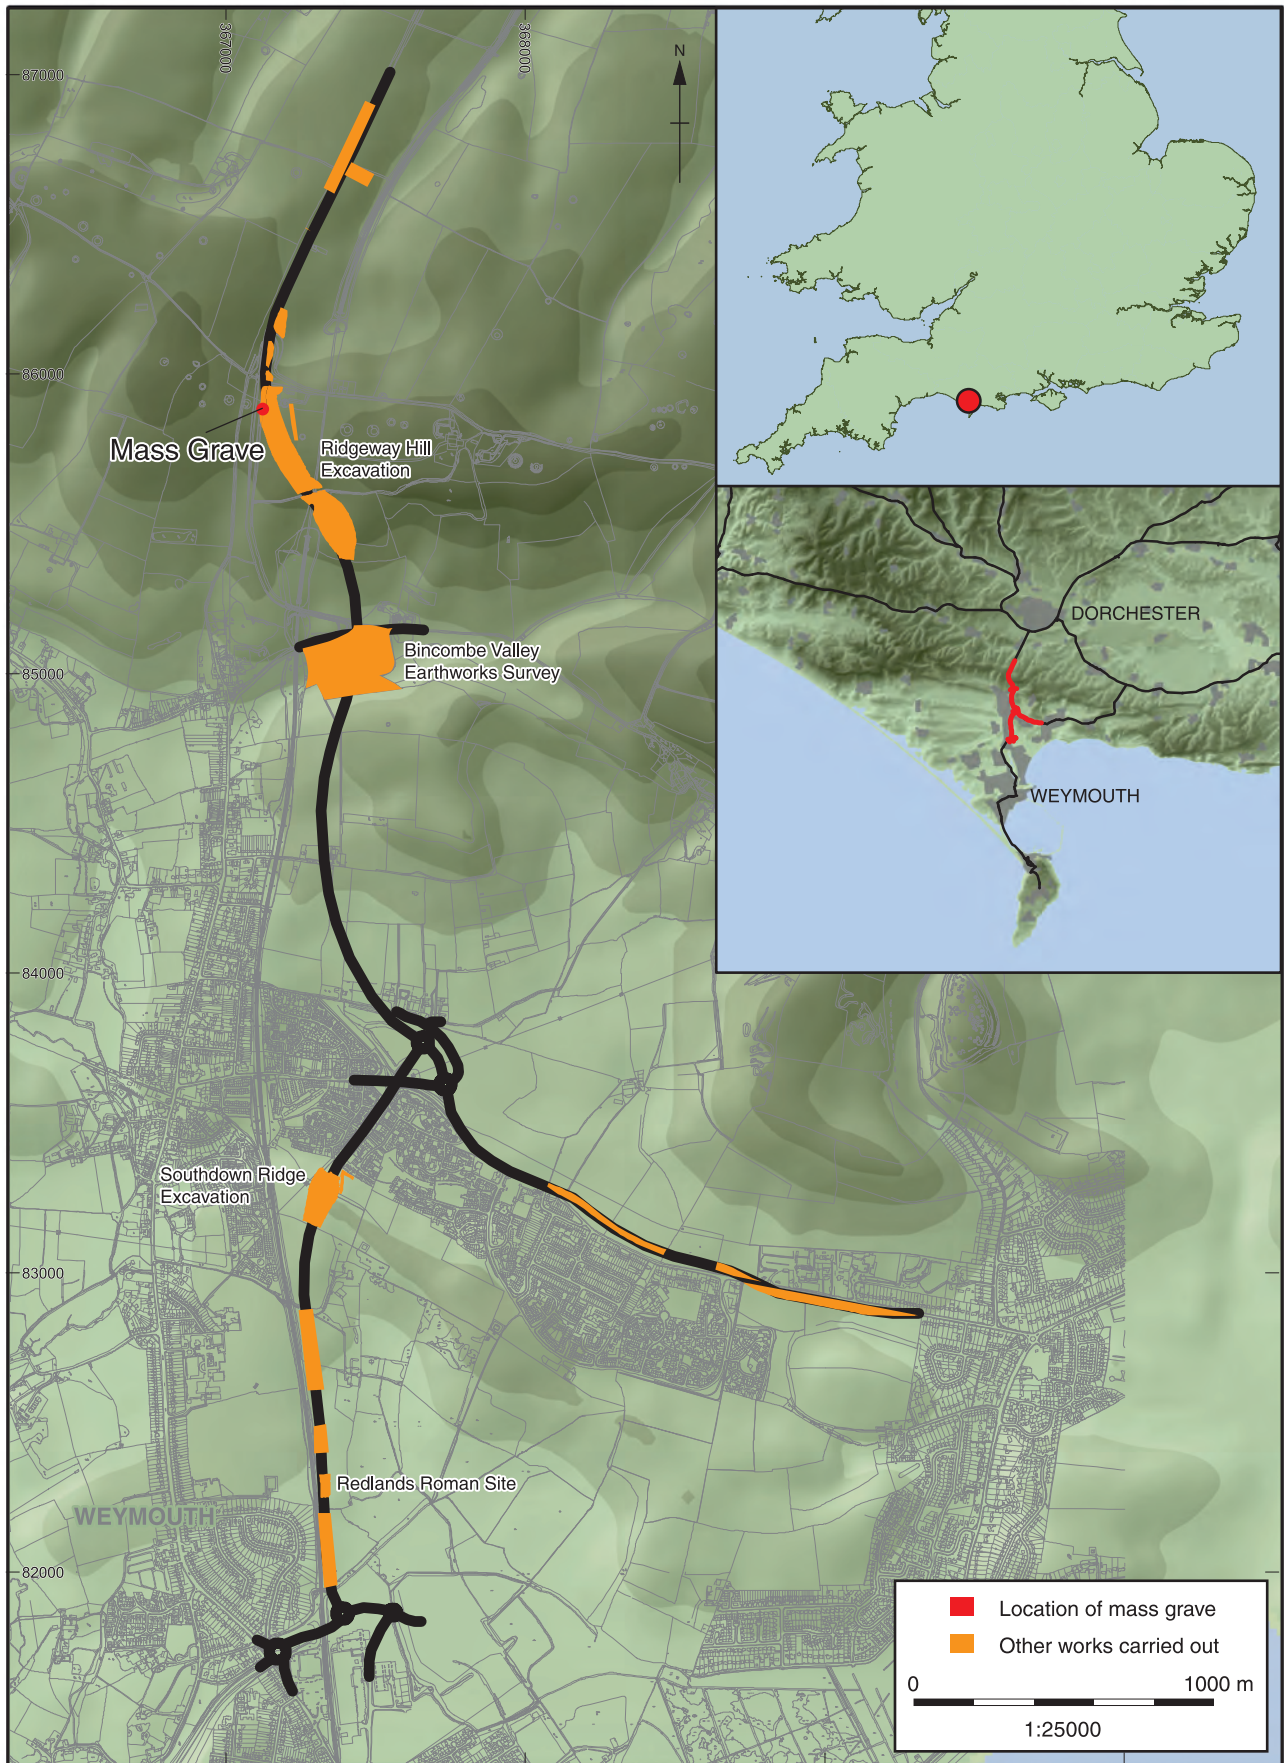 367000
368000
N
87000
86000
Mass Grave
Ridgeway Hill
Excavation
Bincombe Valley
Earthworks Survey
85000
84000
Southdown Ridge
Excavation
83000
Redlands Roman Site
WEYMOUTH
82000
DORCHESTER
WEYMOUTH
Location of mass grave
Other works carried out
0 1000 m
1:25000